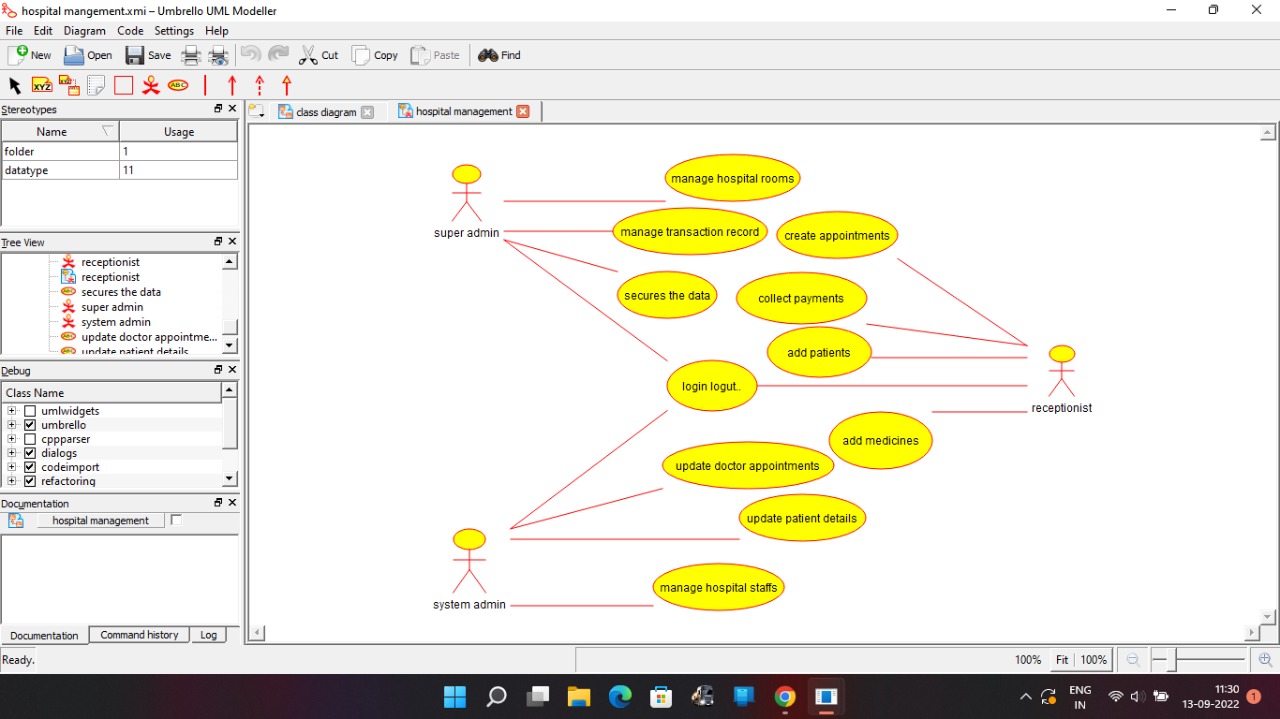 hospital mangement.xmi – Umbrello UML Modeller
File Edit Diagram Code Settings Help
New Open Save Cut Copy Paste Find
XYZ ABC
Stereotypes
Name Usage
folder 1
datatype 11
Tree View
receptionist
receptionist
secures the data
super admin
system admin
update doctor appointme...
update patient details
Debug
Class Name
umlwidgets
umbrello
cppparser
dialogs
codeimport
refactoring
Documentation
hospital management
Documentation Command history Log
Ready.
class diagram hospital management
manage hospital rooms
super admin
manage transaction record
create appointments
secures the data
collect payments
add patients
login logut..
receptionist
add medicines
update doctor appointments
update patient details
manage hospital staffs
system admin
100% Fit 100%
ENG
IN
11:30
13-09-2022
1